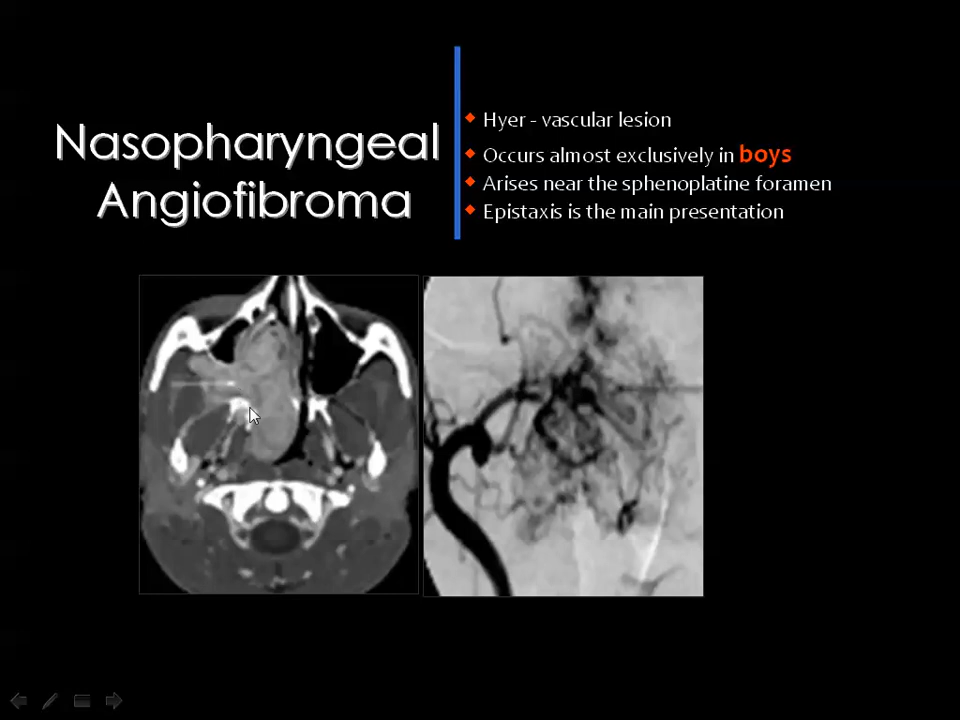 Nasopharyngeal
Angiofibroma
Hyer - vascular lesion
Occurs almost exclusively in boys
Arises near the sphenoplatine foramen
Epistaxis is the main presentation